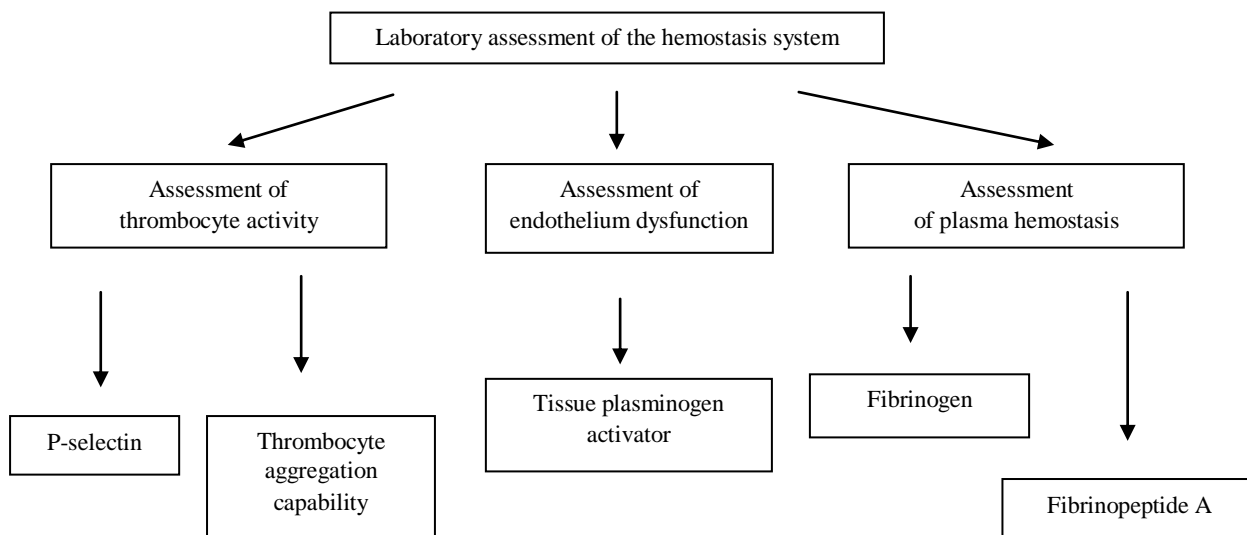 Laboratory assessment of the hemostasis system
Assessment of
thrombocyte activity
Assessment of
endothelium dysfunction
Assessment
of plasma hemostasis
P-selectin
Thrombocyte
aggregation
capability
Tissue plasminogen
activator
Fibrinogen
Fibrinopeptide A